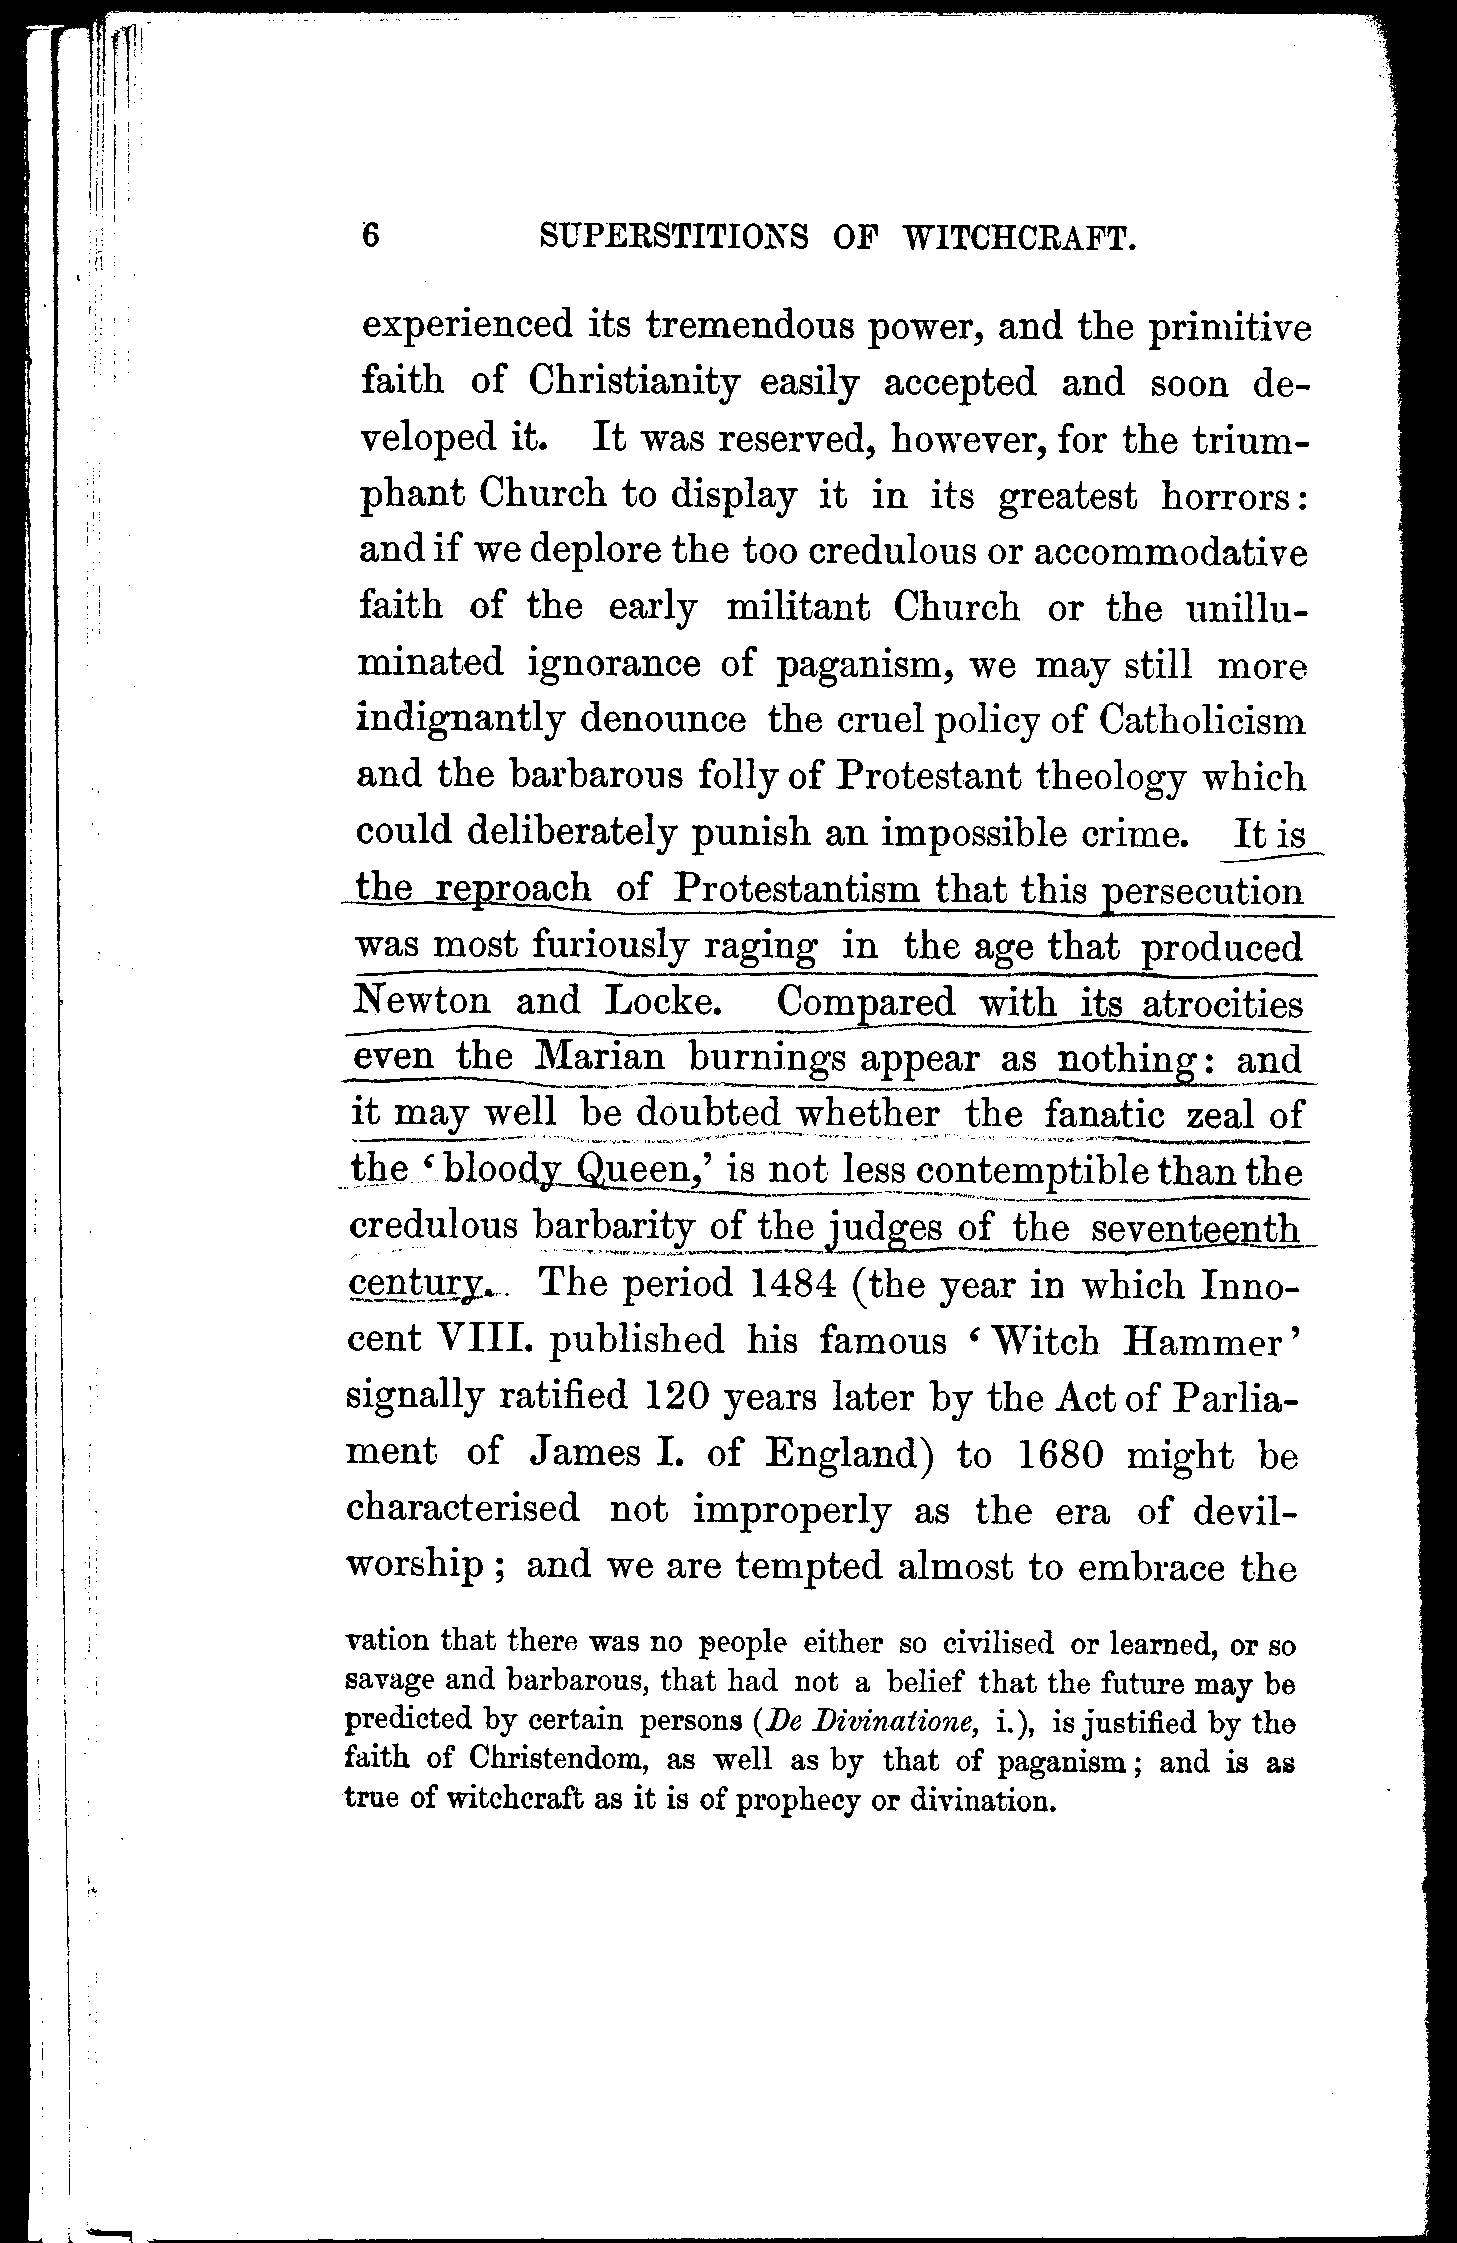 6 SUPERSTITIONS OF WITCHCRAFT.
experienced its tremendous power, and the primitive
faith of Christianity easily accepted and soon de-
veloped it. It was reserved, however, for the trium-
phant Church to display it in its greatest horrors:
and if we deplore the too credulous or accommodative
faith of the early militant Church or the unillu-
minated ignorance of paganism, we may still more
indignantly denounce the cruel policy of Catholicism
and the barbarous folly of Protestant theology which
could deliberately punish an impossible crime. It is
the reproach of Protestantism that this persecution
was most furiously raging in the age that produced
Newton and Locke. Compared with its atrocities
even the Marian burnings appear as nothing: and
it may well be doubted whether the fanatic zeal of
the ‘bloody Queen,’ is not less contemptible than the
credulous barbarity of the judges of the seventeenth
century. The period 1484 (the year in which Inno-
cent VIII. published his famous ‘Witch Hammer’
signally ratified 120 years later by the Act of Parlia-
ment of James I. of England) to 1680 might be
characterised not improperly as the era of devil-
worship; and we are tempted almost to embrace the
vation that there was no people either so civilised or learned, or so
savage and barbarous, that had not a belief that the future may be
predicted by certain persons (De Divinatione, i.), is justified by the
faith of Christendom, as well as by that of paganism; and is as
true of witchcraft as it is of prophecy or divination.